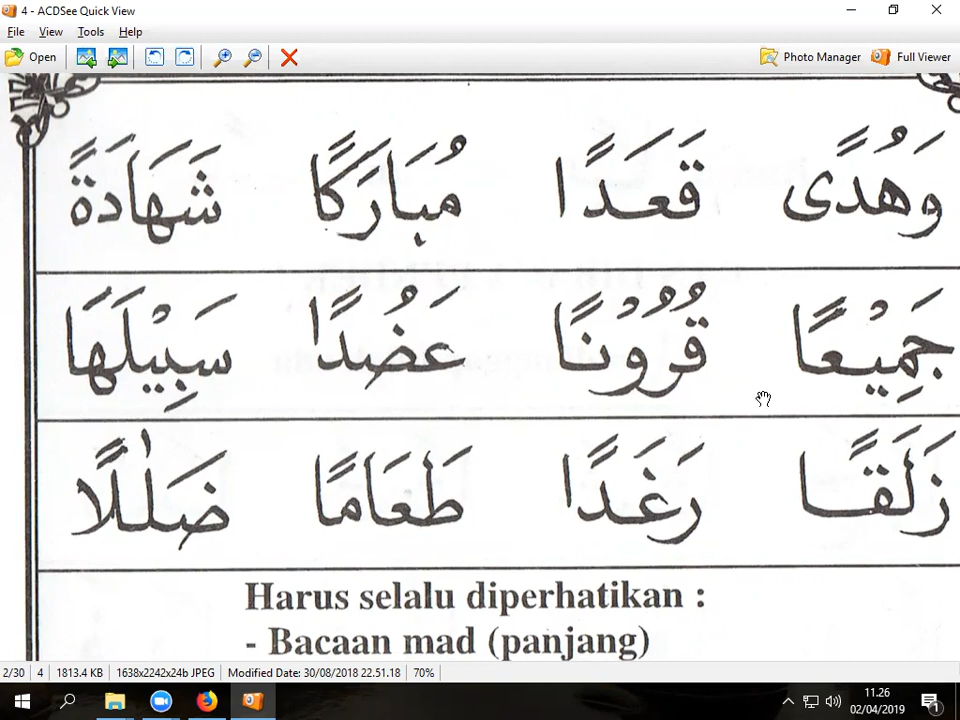 4 - ACDSee Quick View
File View Tools Help
Open Photo Manager Full Viewer
وَهُدًى قَعَدًا مُبَارَكًا شَهَادَةً
جَمِيْعًا قُرُوْنًا عَضُدًا سَبِيْلَهَا
زَلَقًا رَغَدًا طَعَامًا ضَلٰلًا
Harus selalu diperhatikan :
- Bacaan mad (panjang)
2/30 4 1813.4 KB 1638x2242x24b JPEG Modified Date: 30/08/2018 22.51.18 70%
11.26
02/04/2019
1